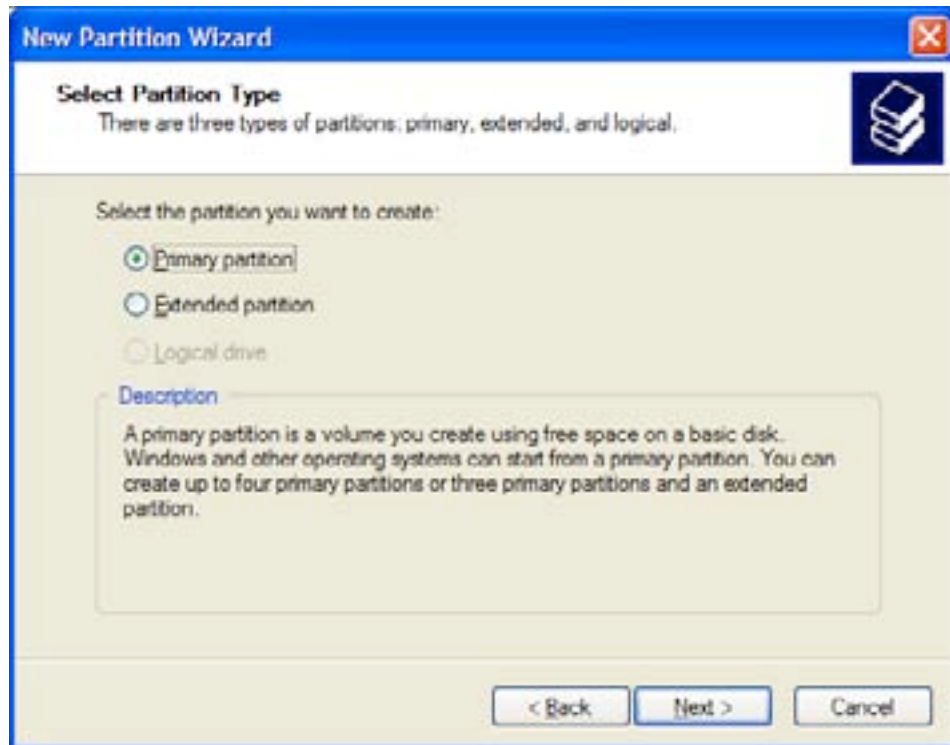 New Partition Wizard
Select Partition Type
There are three types of partitions: primary, extended, and logical.
Select the partition you want to create:
Primary partition
Extended partition
Logical drive
Description
A primary partition is a volume you create using free space on a basic disk.
Windows and other operating systems can start from a primary partition. You can
create up to four primary partitions or three primary partitions and an extended
partition.
< Back
Next >
Cancel